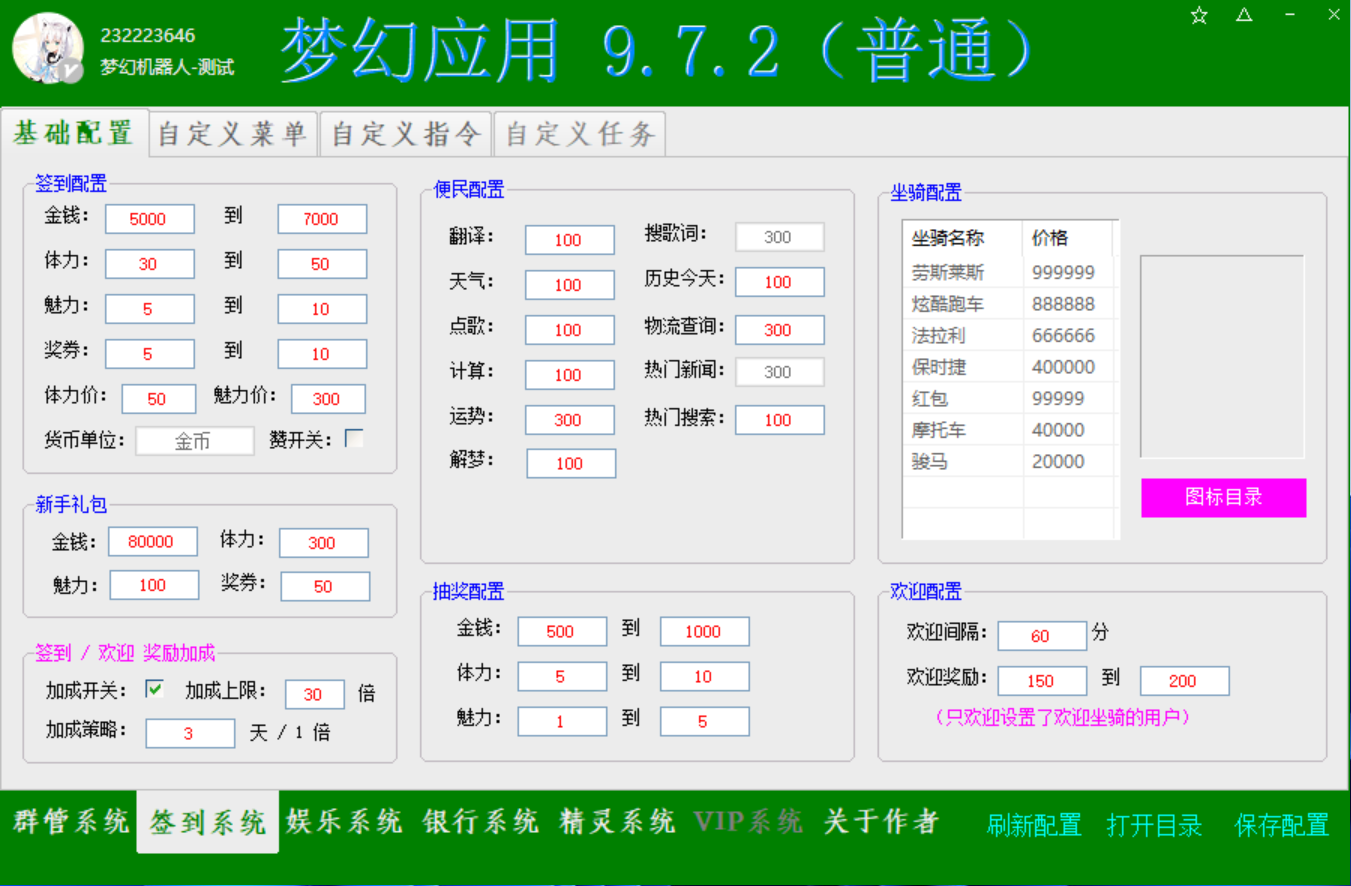 232223646
梦幻机器人-测试
梦幻应用 9.7.2（普通）
基础配置 自定义菜单 自定义指令 自定义任务
签到配置
金钱： 5000 到 7000
体力： 30 到 50
魅力： 5 到 10
奖券： 5 到 10
体力价： 50 魅力价： 300
货币单位： 金币 赞开关：
新手礼包
金钱： 80000 体力： 300
魅力： 100 奖券： 50
签到 / 欢迎 奖励加成
加成开关： 加成上限： 30 倍
加成策略： 3 天 / 1 倍
便民配置
翻译： 100 搜歌词： 300
天气： 100 历史今天： 100
点歌： 100 物流查询： 300
计算： 100 热门新闻： 300
运势： 300 热门搜索： 100
解梦： 100
抽奖配置
金钱： 500 到 1000
体力： 5 到 10
魅力： 1 到 5
坐骑配置
坐骑名称 价格
劳斯莱斯 999999
炫酷跑车 888888
法拉利 666666
保时捷 400000
红包 99999
摩托车 40000
骏马 20000
图标目录
欢迎配置
欢迎间隔： 60 分
欢迎奖励： 150 到 200
（只欢迎设置了欢迎坐骑的用户）
群管系统 签到系统 娱乐系统 银行系统 精灵系统 VIP系统 关于作者 刷新配置 打开目录 保存配置